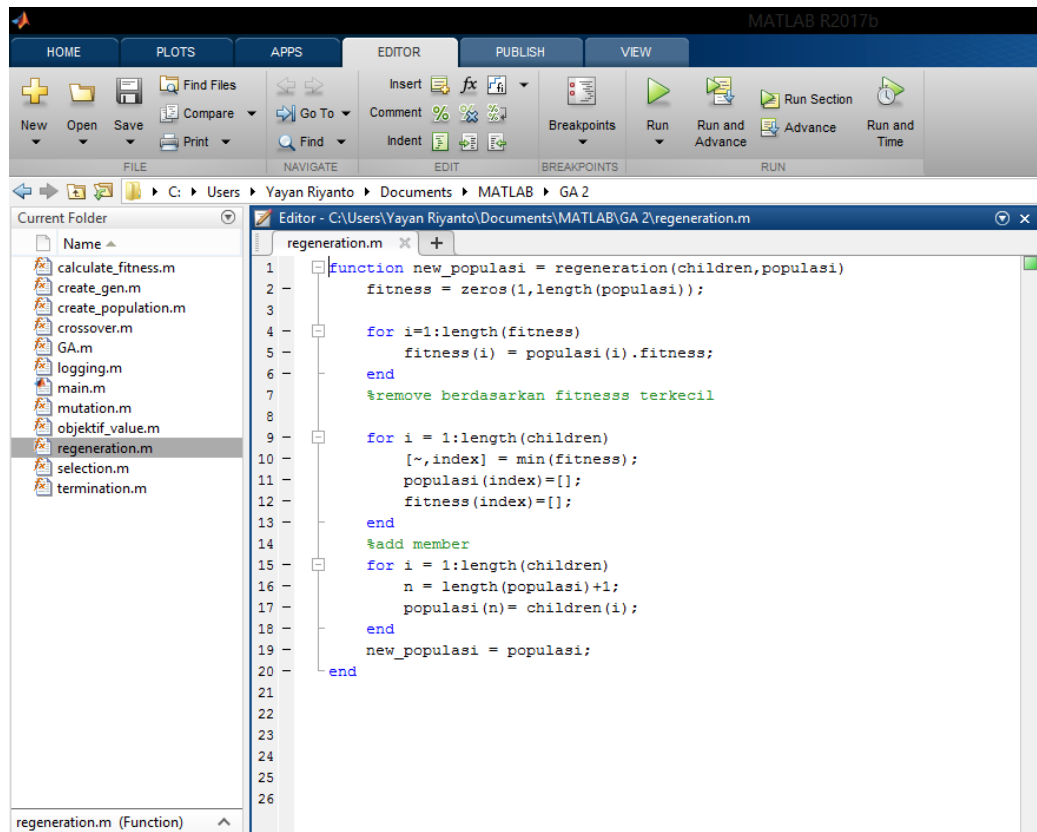 MATLAB R2017b
HOME PLOTS APPS EDITOR PUBLISH VIEW
New Open Save Find Files Compare Print
FILE
Go To Find
NAVIGATE
Insert fx fi
Comment % %
Indent
EDIT
Breakpoints
BREAKPOINTS
Run Run and Advance Run Section Advance Run and Time
RUN
C: Users Yayan Riyanto Documents MATLAB GA 2
Current Folder
Name
calculate_fitness.m
create_gen.m
create_population.m
crossover.m
GA.m
logging.m
main.m
mutation.m
objektif_value.m
regeneration.m
selection.m
termination.m
regeneration.m (Function)
Editor - C:\Users\Yayan Riyanto\Documents\MATLAB\GA 2\regeneration.m
regeneration.m +
1 function new_populasi = regeneration(children,populasi)
2 – fitness = zeros(1,length(populasi));
3
4 – for i=1:length(fitness)
5 – fitness(i) = populasi(i).fitness;
6 – end
7 %remove berdasarkan fitnesss terkecil
8
9 – for i = 1:length(children)
10 – [~,index] = min(fitness);
11 – populasi(index)=[];
12 – fitness(index)=[];
13 – end
14 %add member
15 – for i = 1:length(children)
16 – n = length(populasi)+1;
17 – populasi(n)= children(i);
18 – end
19 – new_populasi = populasi;
20 – end
21
22
23
24
25
26